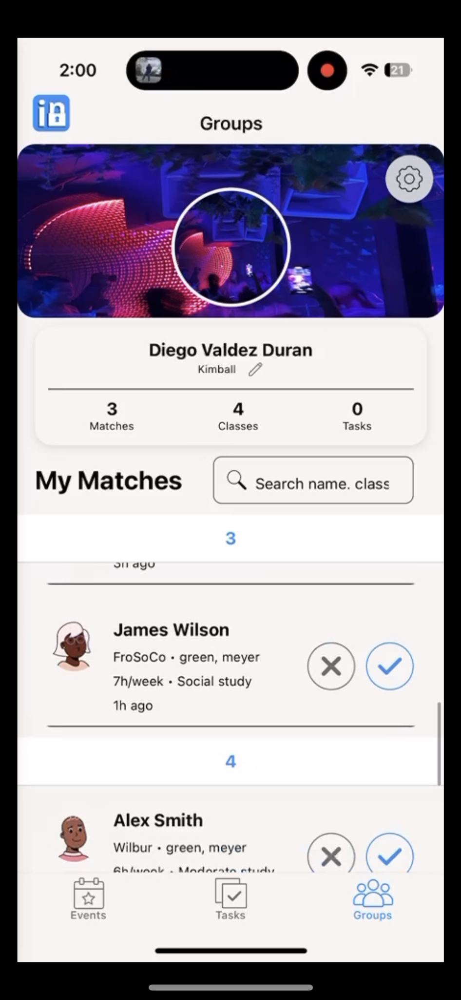 2:00
21
in
Groups
Diego Valdez Duran
Kimball
3 4 0
Matches Classes Tasks
My Matches
Search name. class
3
3h ago
James Wilson
FroSoCo • green, meyer
7h/week • Social study
1h ago
4
Alex Smith
Wilbur • green, meyer
6h/week • Moderate study
Events Tasks Groups